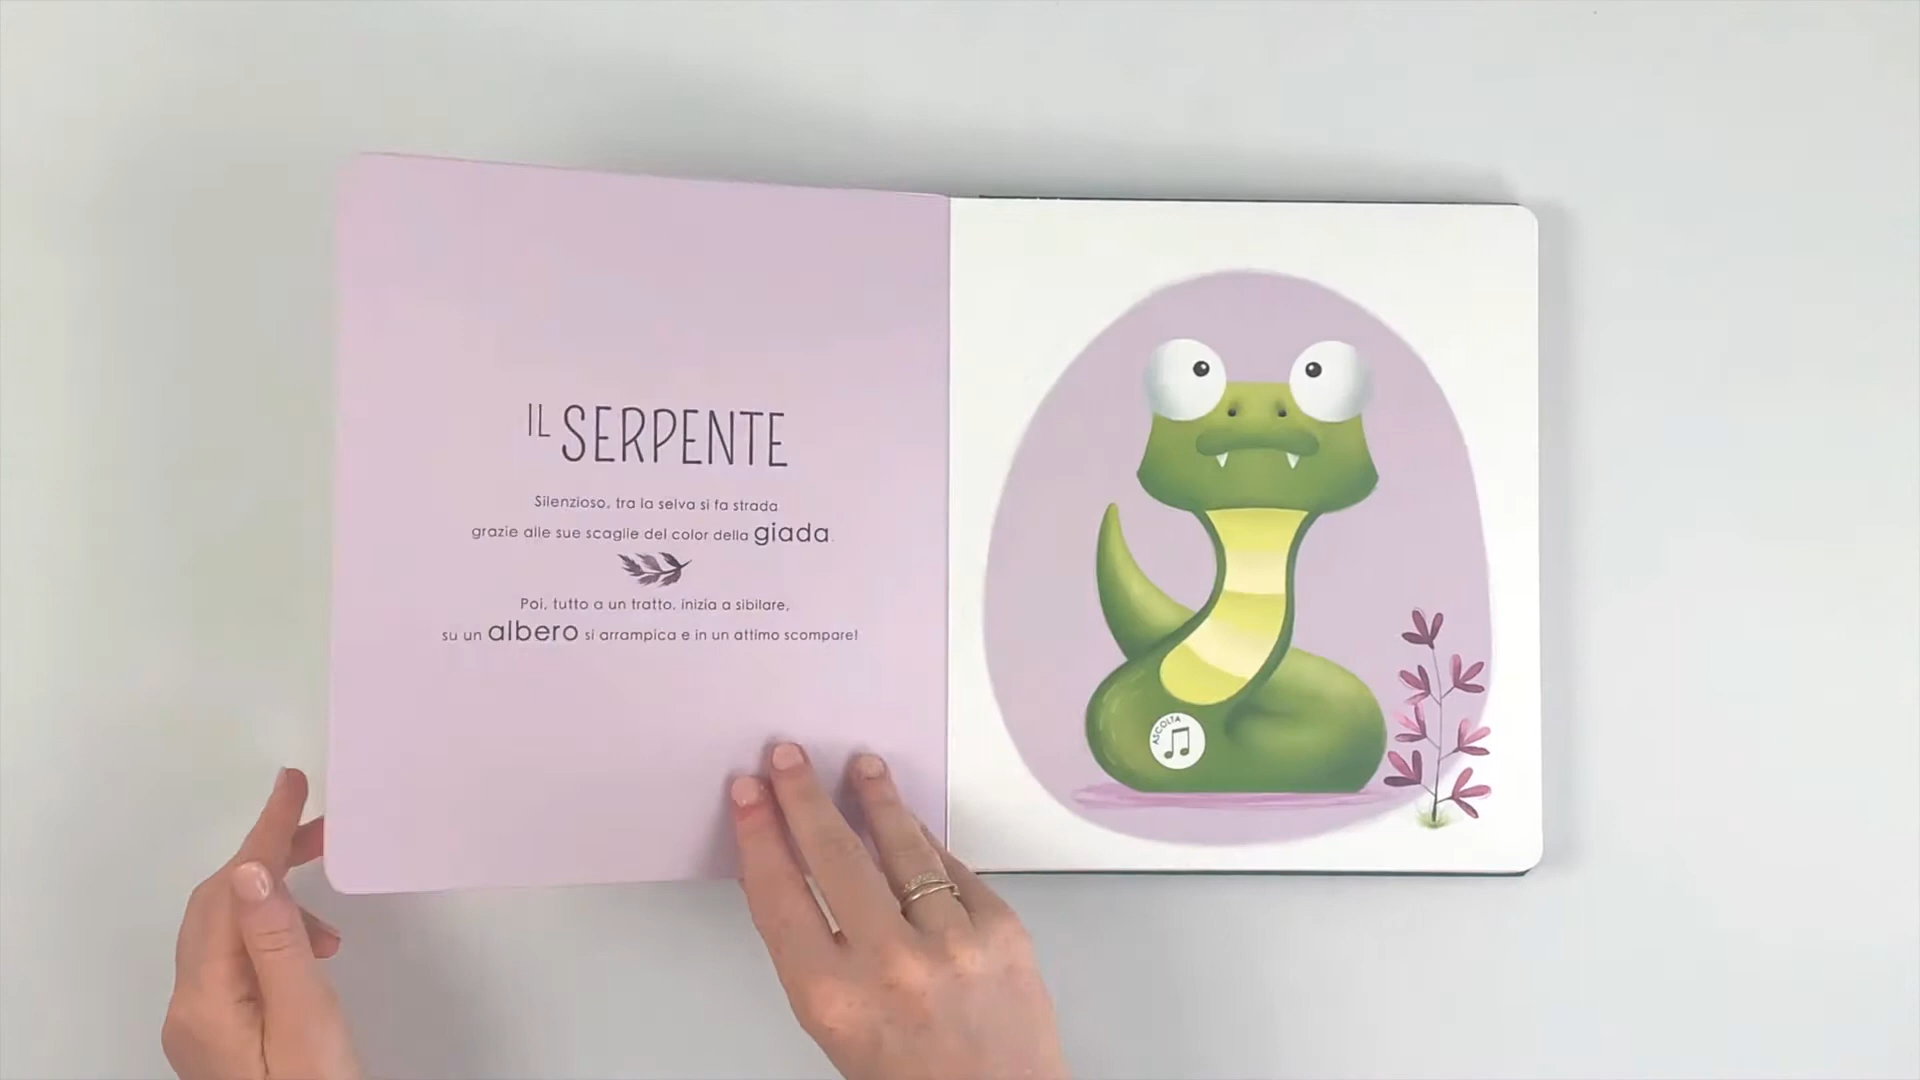 IL SERPENTE
Silenzioso, tra la selva si fa strada
grazie alle sue scaglie del color della giada.
Poi, tutto a un tratto, inizia a sibilare,
su un albero si arrampica e in un attimo scompare!
ASCOLTA